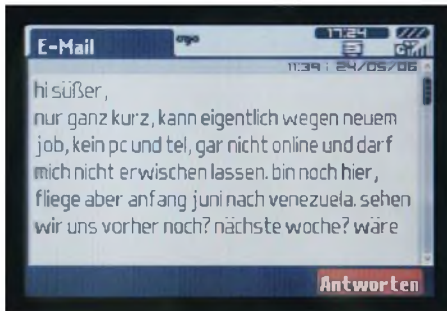 E-Mail
17:24
11:39 : 24/05/06
hi süßer,
nur ganz kurz, kann eigentlich wegen neuem
job, kein pc und tel, gar nicht online und darf
mich nicht erwischen lassen. bin noch hier,
fliege aber anfang juni nach venezuela. sehen
wir uns vorher noch? nächste woche? wäre
Antworten